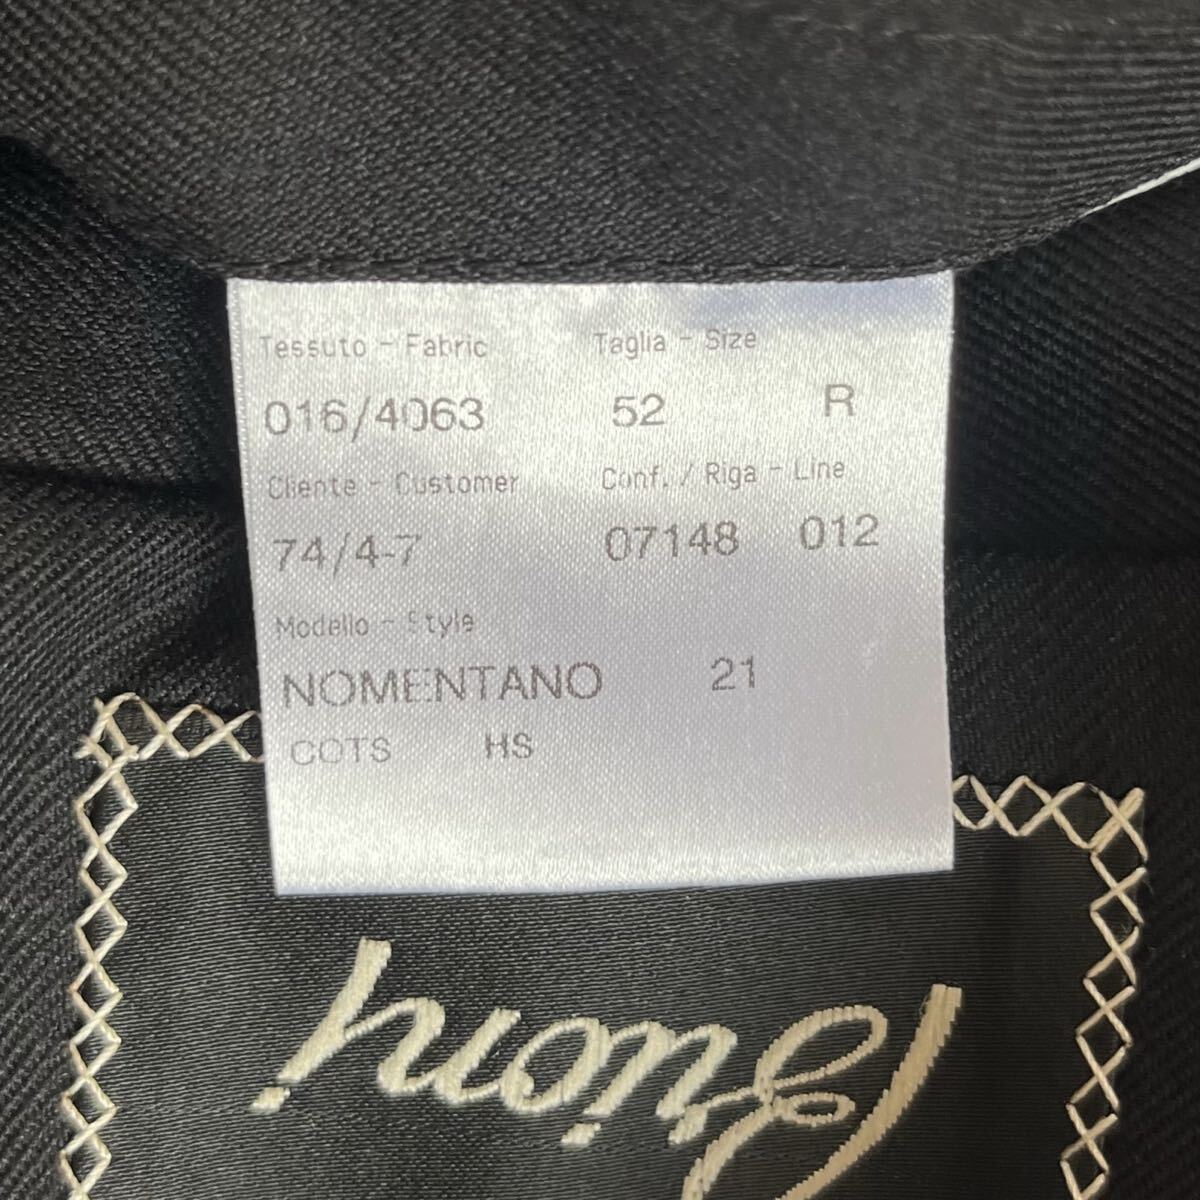 Tessuto - Fabric Taglia - Size
016/4063 52 R
Cliente - Customer Conf. / Riga - Line
74/4-7 07148 012
Modello - Style
NOMENTANO 21
COTS HS
Brioni